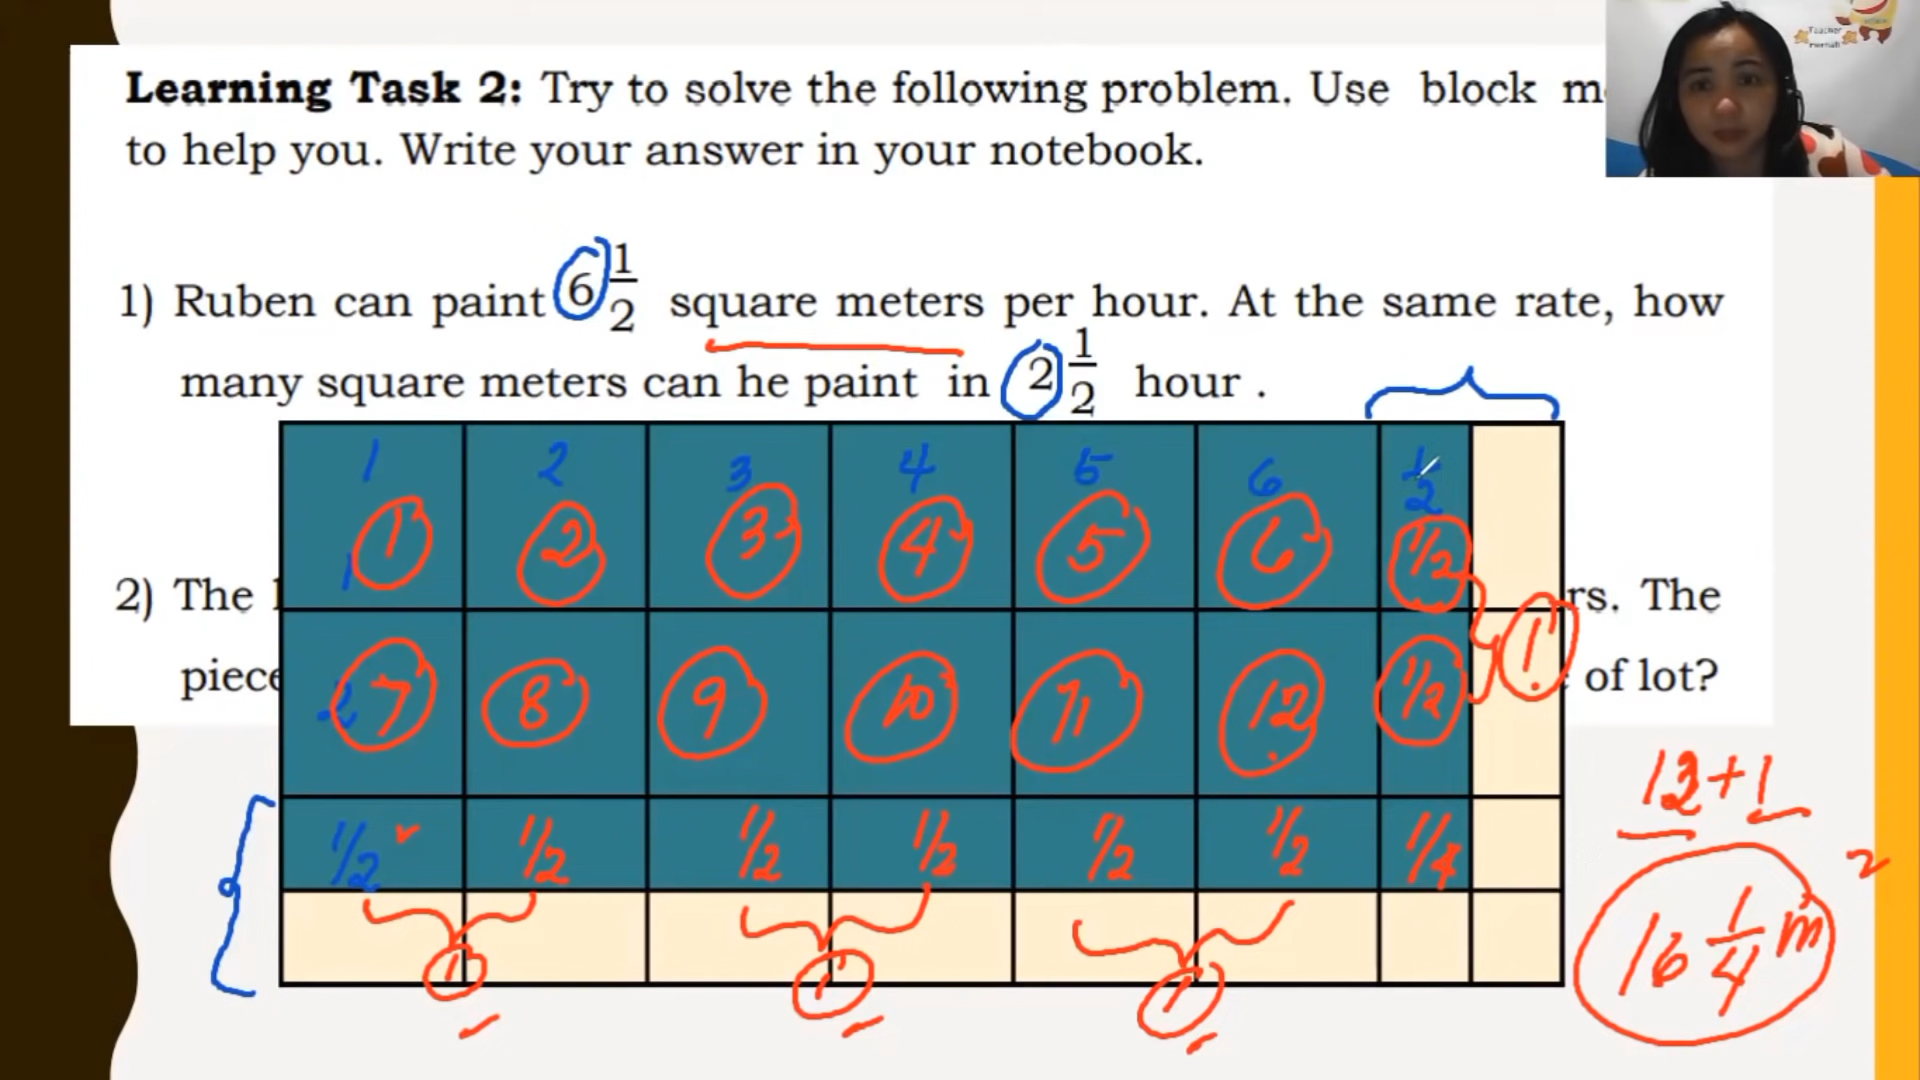 Learning Task 2: Try to solve the following problem. Use block m
to help you. Write your answer in your notebook.
1) Ruben can paint 6 1/2 square meters per hour. At the same rate, how
many square meters can he paint in 2 1/2 hour .
1 2 3 4 5 6 1/2
1 1 2 3 4 5 6 1/2
2) The rs. The
1
2 7 8 9 10 11 12 1/2
piece of lot?
12+1
1/2 1/2 1/2 1/2 1/2 1/2 1/4
16 1/4 m²
1 1 1
Teacher